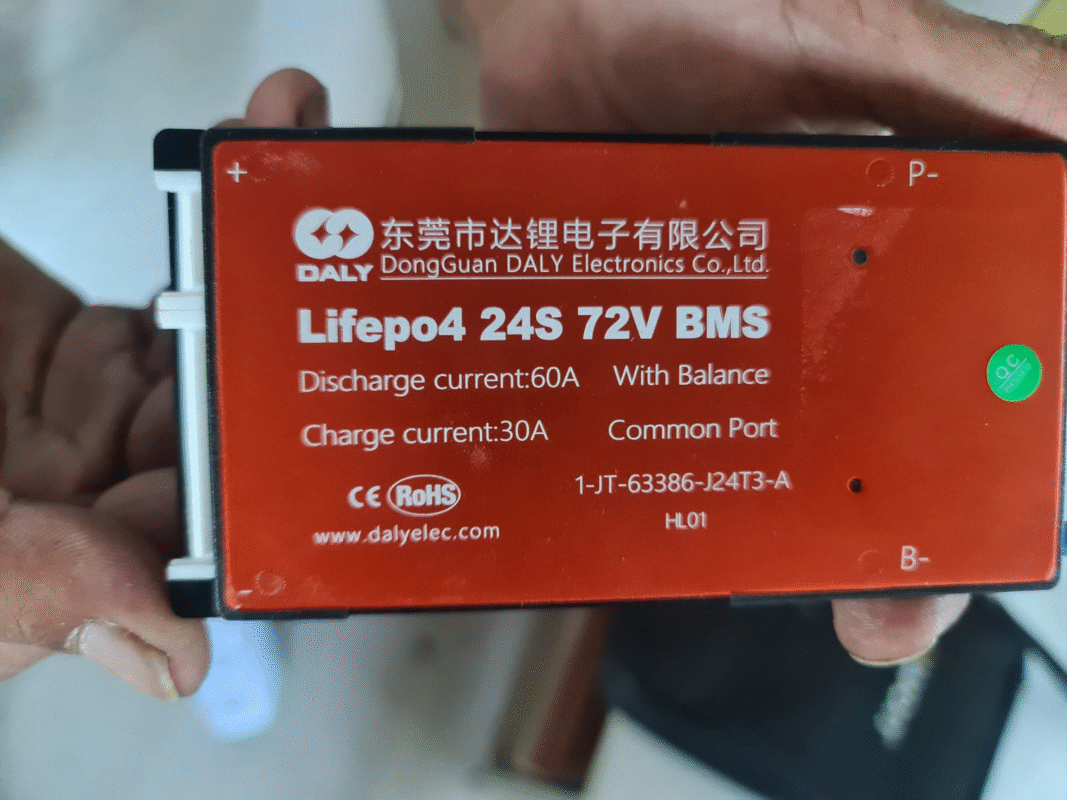 +
P-
东莞市达锂电子有限公司
DALY
DongGuan DALY Electronics Co.,Ltd.
Lifepo4 24S 72V BMS
Discharge current:60A With Balance
Charge current:30A Common Port
QC
CE RoHS
1-JT-63386-J24T3-A
HL01
www.dalyelec.com
-
B-